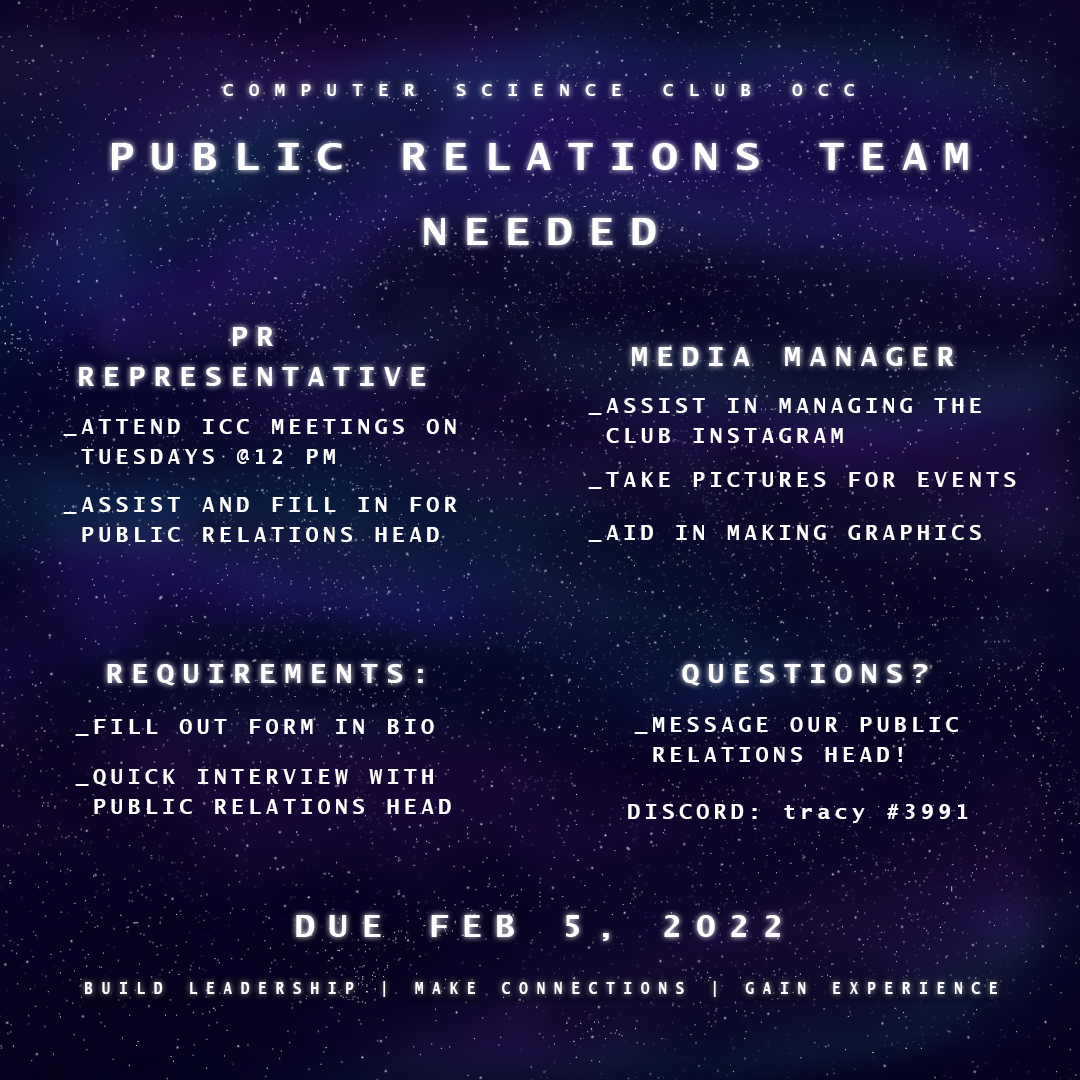 COMPUTER SCIENCE CLUB OCC
PUBLIC RELATIONS TEAM
NEEDED
PR
REPRESENTATIVE
_ATTEND ICC MEETINGS ON
TUESDAYS @12 PM
_ASSIST AND FILL IN FOR
PUBLIC RELATIONS HEAD
MEDIA MANAGER
_ASSIST IN MANAGING THE
CLUB INSTAGRAM
_TAKE PICTURES FOR EVENTS
_AID IN MAKING GRAPHICS
REQUIREMENTS:
_FILL OUT FORM IN BIO
_QUICK INTERVIEW WITH
PUBLIC RELATIONS HEAD
QUESTIONS?
_MESSAGE OUR PUBLIC
RELATIONS HEAD!
DISCORD: tracy #3991
DUE FEB 5, 2022
BUILD LEADERSHIP | MAKE CONNECTIONS | GAIN EXPERIENCE